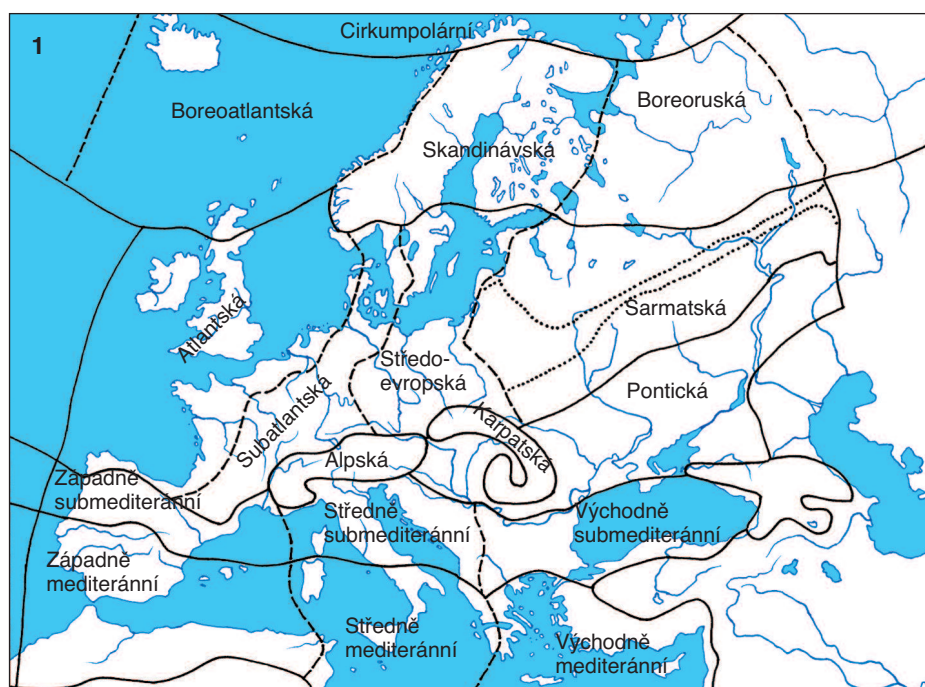 1
Cirkumpolární
Boreoatlantská
Boreoruská
Skandinávská
Atlantská
Sarmatská
Středo-
evropská
Subatlantská
Pontická
Karpatská
Alpská
Západně
submediteránní
Středně
submediteránní
Východně
submediteránní
Západně
mediteránní
Středně
mediteránní
Východně
mediteránní